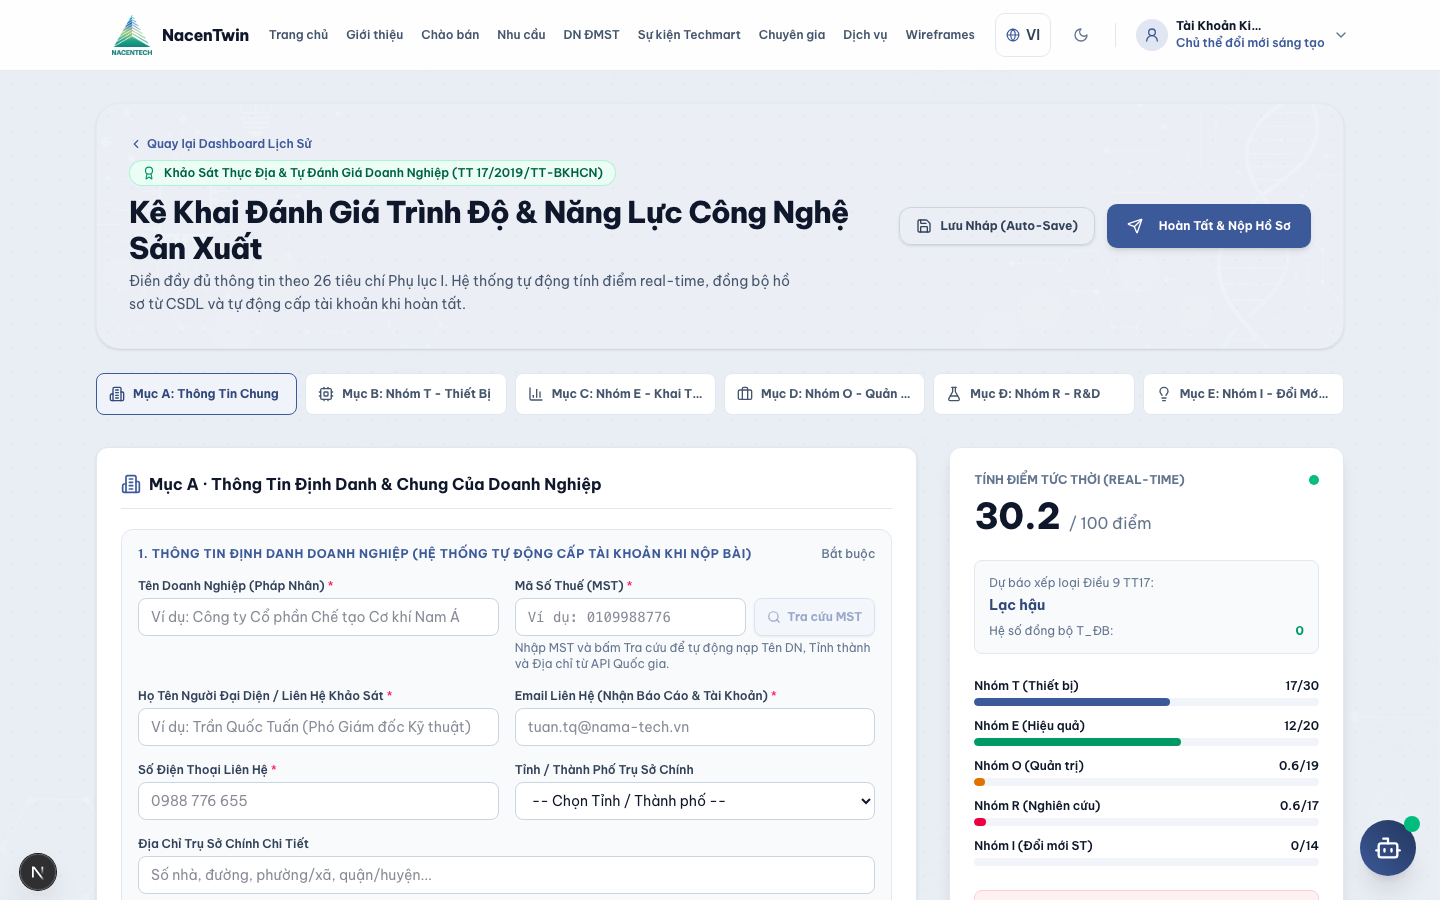 NACENTECH
NacenTwin
Trang chủ
Giới thiệu
Chào bán
Nhu cầu
DN ĐMST
Sự kiện Techmart
Chuyên gia
Dịch vụ
Wireframes
VI
Tài Khoản Ki...
Chủ thể đổi mới sáng tạo
Quay lại Dashboard Lịch Sử
Khảo Sát Thực Địa & Tự Đánh Giá Doanh Nghiệp (TT 17/2019/TT-BKHCN)
Kê Khai Đánh Giá Trình Độ & Năng Lực Công Nghệ
Sản Xuất
Điền đầy đủ thông tin theo 26 tiêu chí Phụ lục I. Hệ thống tự động tính điểm real-time, đồng bộ hồ
sơ từ CSDL và tự động cấp tài khoản khi hoàn tất.
Lưu Nháp (Auto-Save)
Hoàn Tất & Nộp Hồ Sơ
Mục A: Thông Tin Chung
Mục B: Nhóm T - Thiết Bị
Mục C: Nhóm E - Khai T...
Mục D: Nhóm O - Quản ...
Mục Đ: Nhóm R - R&D
Mục E: Nhóm I - Đổi Mớ...
Mục A · Thông Tin Định Danh & Chung Của Doanh Nghiệp
1. THÔNG TIN ĐỊNH DANH DOANH NGHIỆP (HỆ THỐNG TỰ ĐỘNG CẤP TÀI KHOẢN KHI NỘP BÀI)
Bắt buộc
Tên Doanh Nghiệp (Pháp Nhân) *
Ví dụ: Công ty Cổ phần Chế tạo Cơ khí Nam Á
Mã Số Thuế (MST) *
Ví dụ: 0109988776
Tra cứu MST
Nhập MST và bấm Tra cứu để tự động nạp Tên DN, Tỉnh thành
và Địa chỉ từ API Quốc gia.
Họ Tên Người Đại Diện / Liên Hệ Khảo Sát *
Ví dụ: Trần Quốc Tuấn (Phó Giám đốc Kỹ thuật)
Email Liên Hệ (Nhận Báo Cáo & Tài Khoản) *
tuan.tq@nama-tech.vn
Số Điện Thoại Liên Hệ *
0988 776 655
Tỉnh / Thành Phố Trụ Sở Chính
-- Chọn Tỉnh / Thành phố --
Địa Chỉ Trụ Sở Chính Chi Tiết
Số nhà, đường, phường/xã, quận/huyện...
TÍNH ĐIỂM TỨC THỜI (REAL-TIME)
30.2 / 100 điểm
Dự báo xếp loại Điều 9 TT17:
Lạc hậu
Hệ số đồng bộ T_ĐB:
0
Nhóm T (Thiết bị)
17/30
Nhóm E (Hiệu quả)
12/20
Nhóm O (Quản trị)
0.6/19
Nhóm R (Nghiên cứu)
0.6/17
Nhóm I (Đổi mới ST)
0/14
N